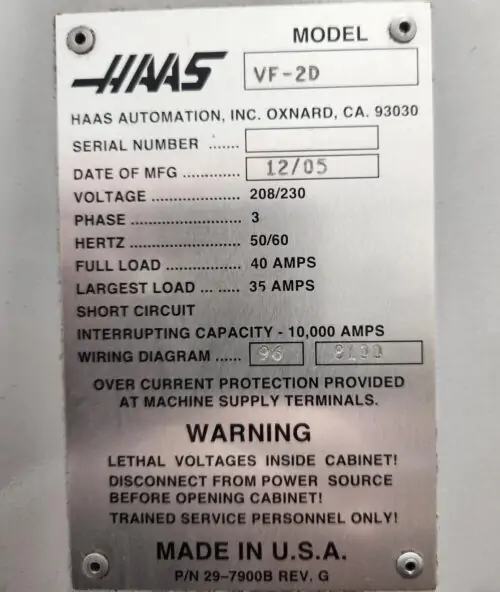 MODEL
HAAS VF-2D
HAAS AUTOMATION, INC. OXNARD, CA. 93030
SERIAL NUMBER ......
DATE OF MFG ............ 12/05
VOLTAGE .................... 208/230
PHASE ......................... 3
HERTZ ......................... 50/60
FULL LOAD ................. 40 AMPS
LARGEST LOAD ... ...... 35 AMPS
SHORT CIRCUIT
INTERRUPTING CAPACITY - 10,000 AMPS
WIRING DIAGRAM ...... 96
OVER CURRENT PROTECTION PROVIDED
AT MACHINE SUPPLY TERMINALS.
WARNING
LETHAL VOLTAGES INSIDE CABINET!
DISCONNECT FROM POWER SOURCE
BEFORE OPENING CABINET!
TRAINED SERVICE PERSONNEL ONLY!
MADE IN U.S.A.
P/N 29-7900B REV. G